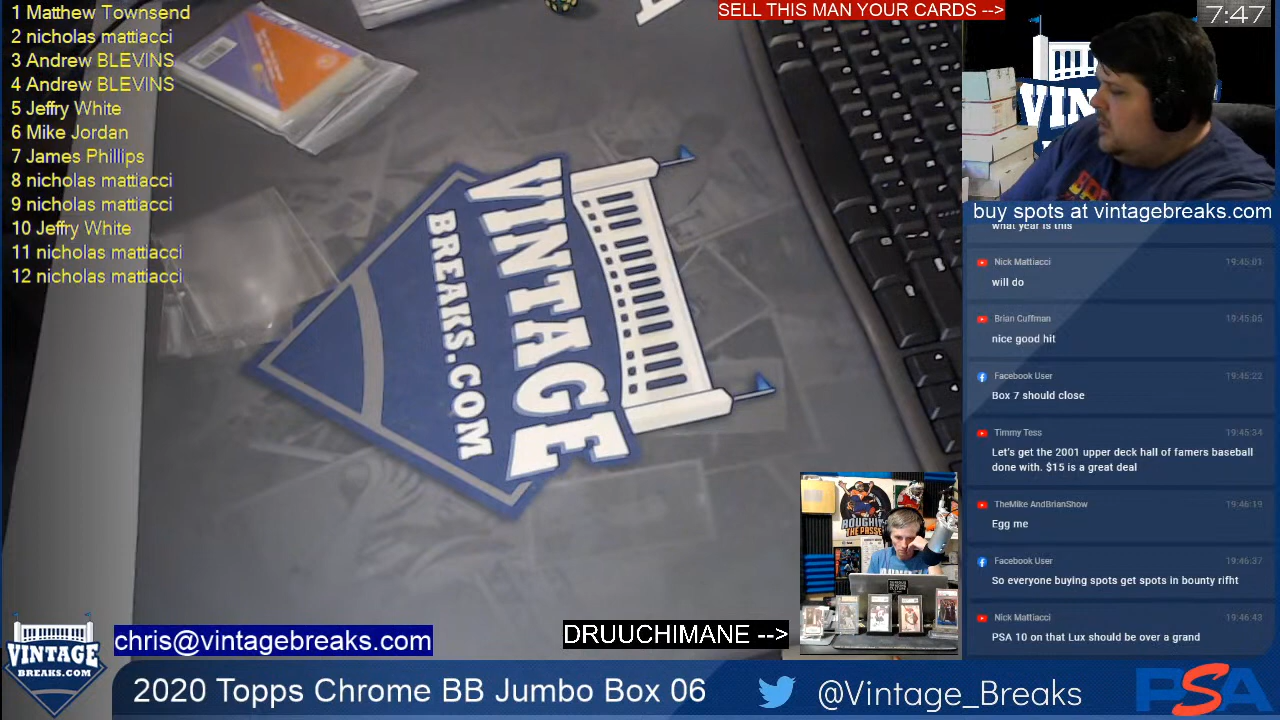 1 Matthew Townsend
2 nicholas mattiacci
3 Andrew BLEVINS
4 Andrew BLEVINS
5 Jeffry White
6 Mike Jordan
7 James Phillips
8 nicholas mattiacci
9 nicholas mattiacci
10 Jeffry White
11 nicholas mattiacci
12 nicholas mattiacci
SELL THIS MAN YOUR CARDS -->
7:47
VINTAGE
BREAKS.COM
buy spots at vintagebreaks.com
what year is this
Nick Mattiacci 19:45:01
will do
Brian Cuffman 19:45:05
nice good hit
Facebook User 19:45:22
Box 7 should close
Timmy Tess 19:45:34
Let's get the 2001 upper deck hall of famers baseball
done with. $15 is a great deal
TheMike AndBrianShow 19:46:19
Egg me
Facebook User 19:46:37
So everyone buying spots get spots in bounty rifht
Nick Mattiacci 19:46:43
PSA 10 on that Lux should be over a grand
DRUUCHIMANE -->
chris@vintagebreaks.com
VINTAGE
BREAKS.COM
2020 Topps Chrome BB Jumbo Box 06
@Vintage_Breaks
PSA